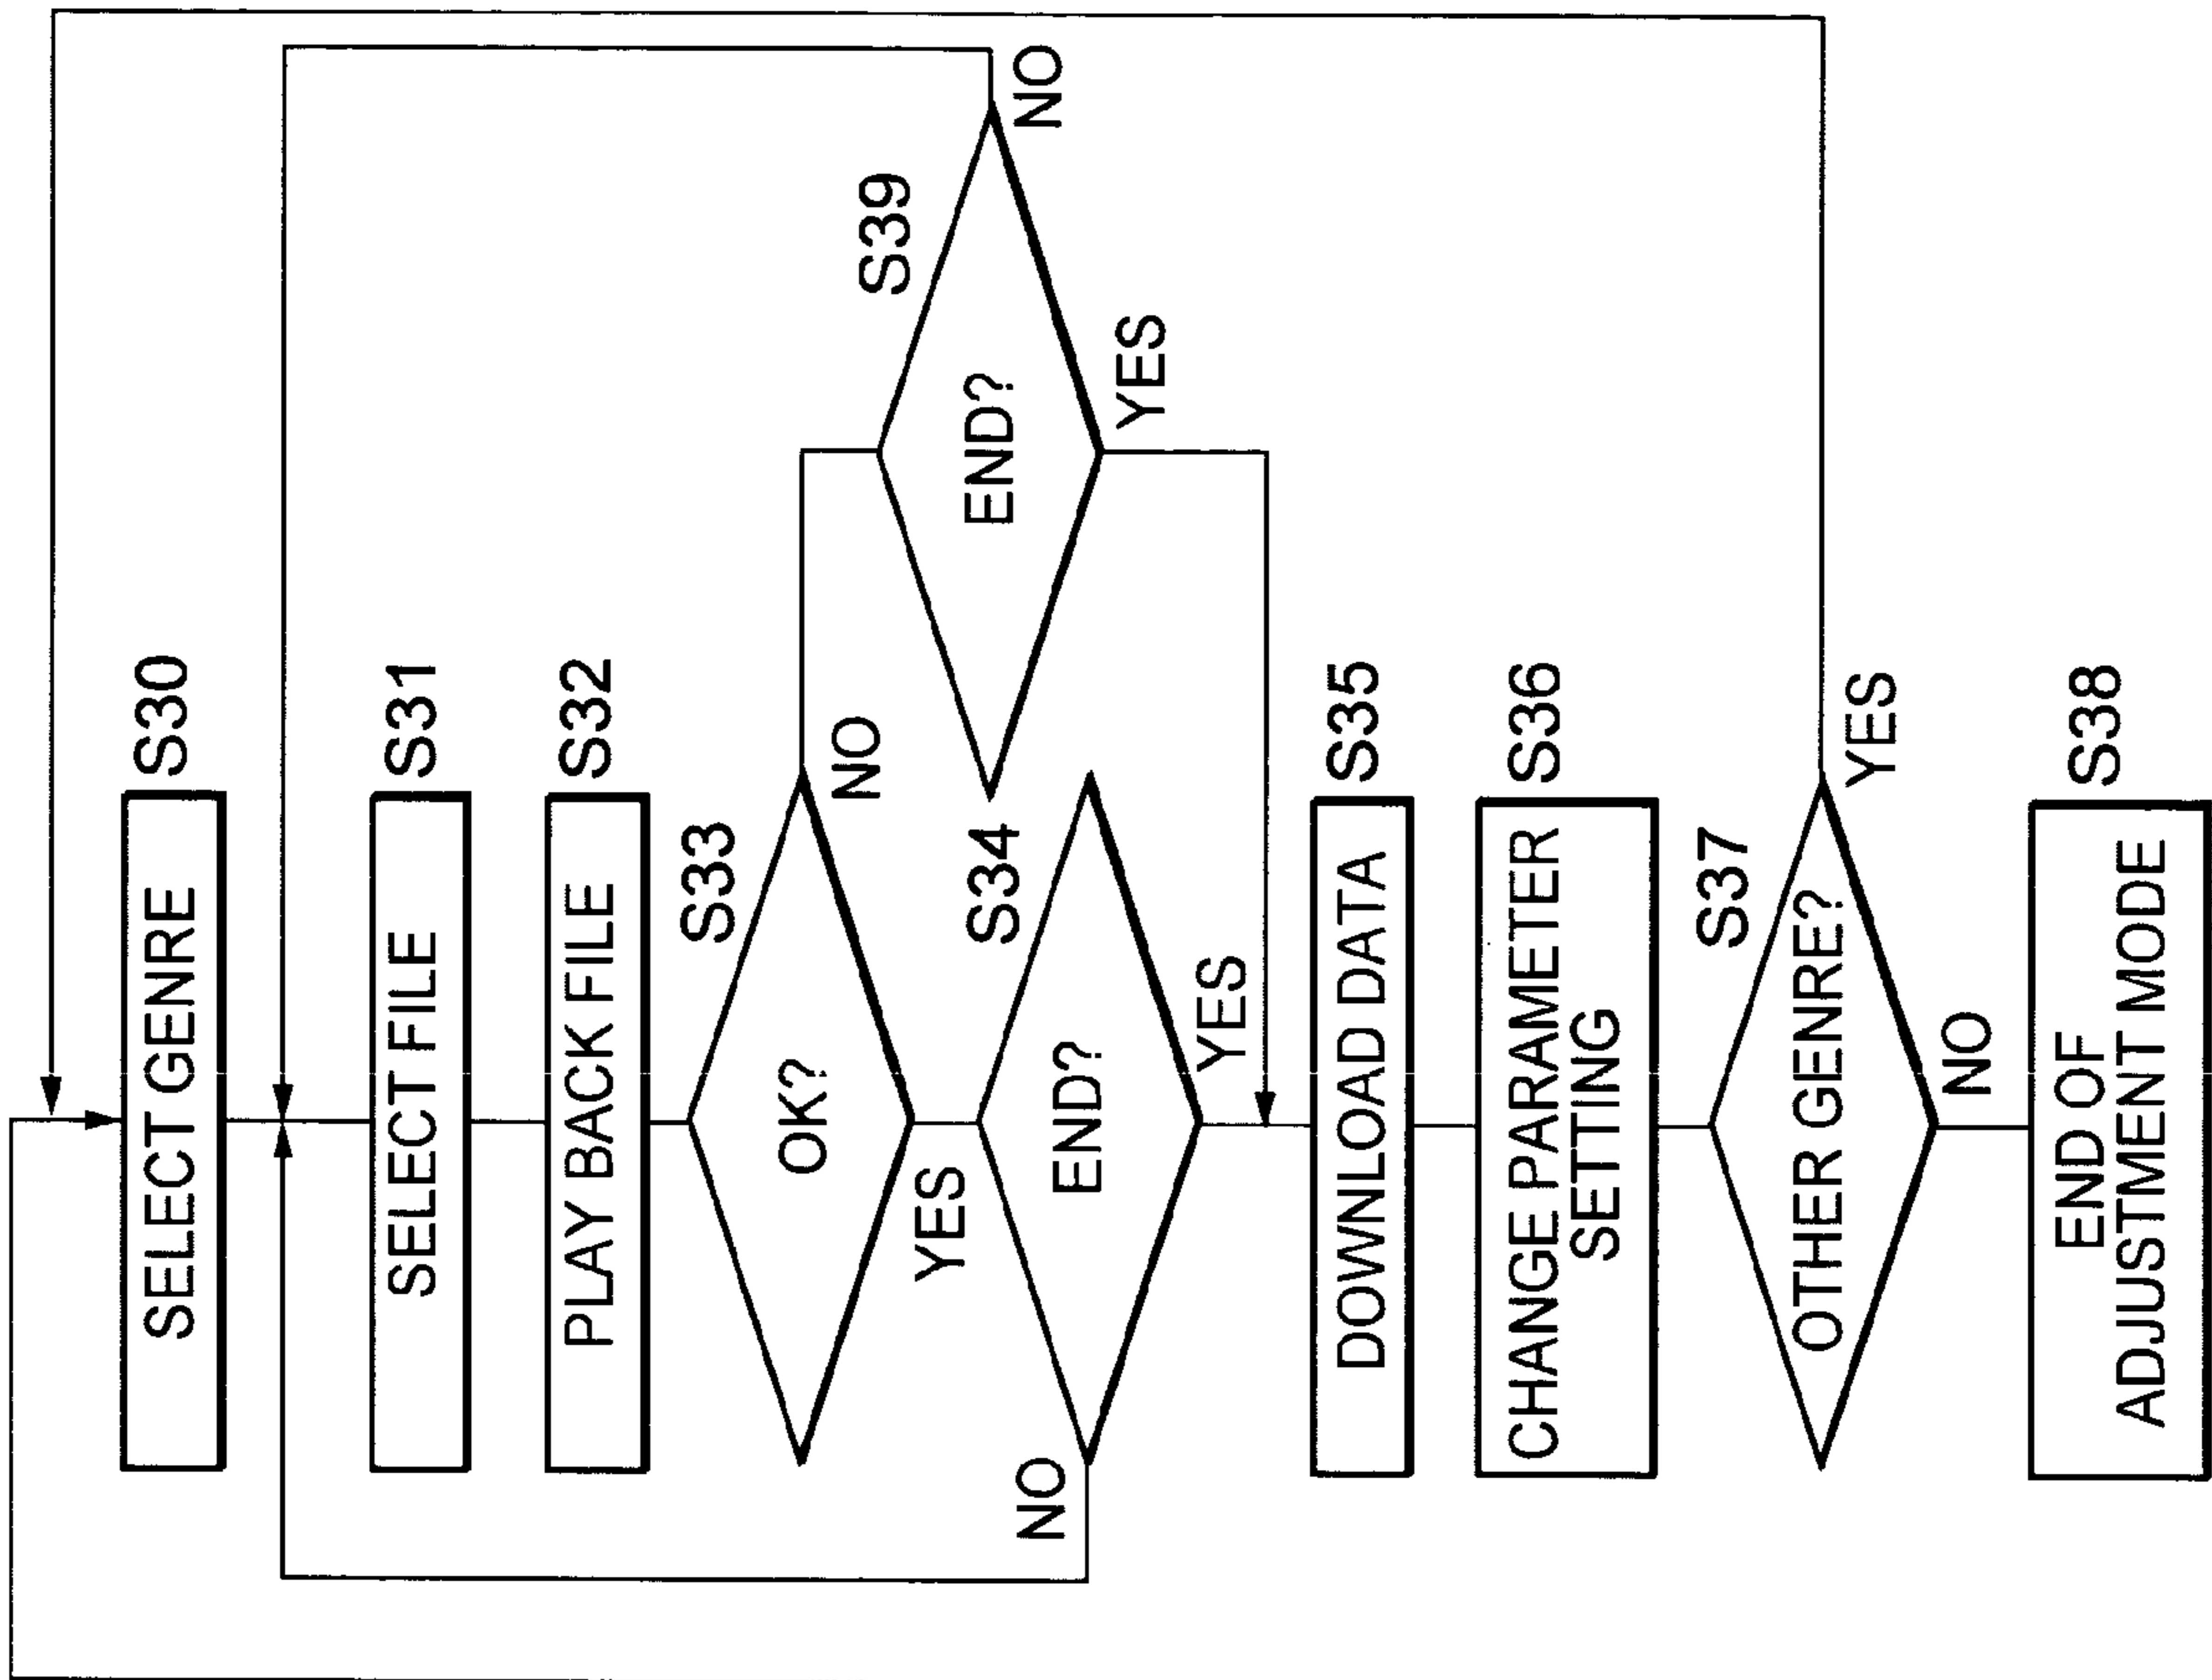 S30
SELECT GENRE
S31
SELECT FILE
S32
PLAY BACK FILE
S33
OK?
NO
YES
S39
END?
NO
YES
S34
END?
NO
YES
S35
DOWNLOAD DATA
S36
CHANGE PARAMETER
SETTING
S37
OTHER GENRE?
YES
NO
S38
END OF
ADJUSTMENT MODE